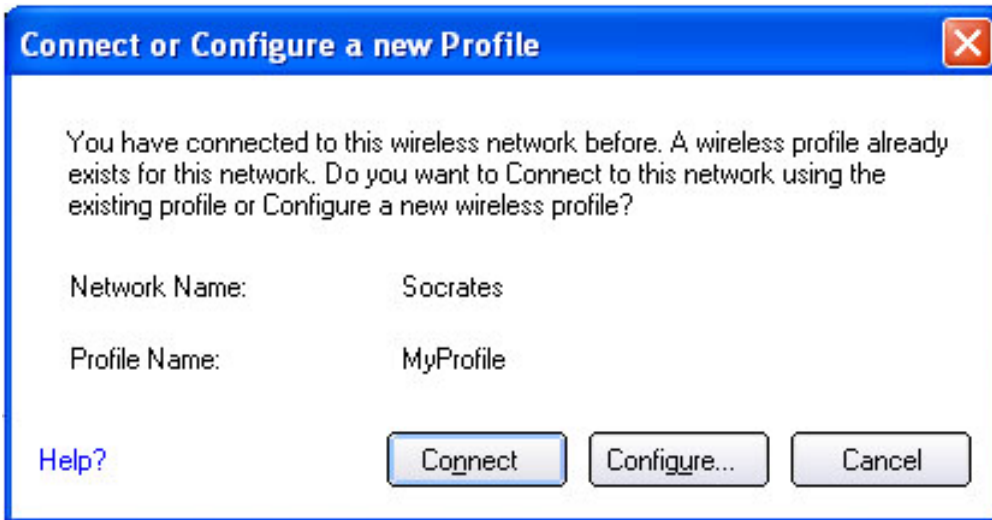 Connect or Configure a new Profile
You have connected to this wireless network before. A wireless profile already
exists for this network. Do you want to Connect to this network using the
existing profile or Configure a new wireless profile?
Network Name: Socrates
Profile Name: MyProfile
Help? Connect Configure... Cancel